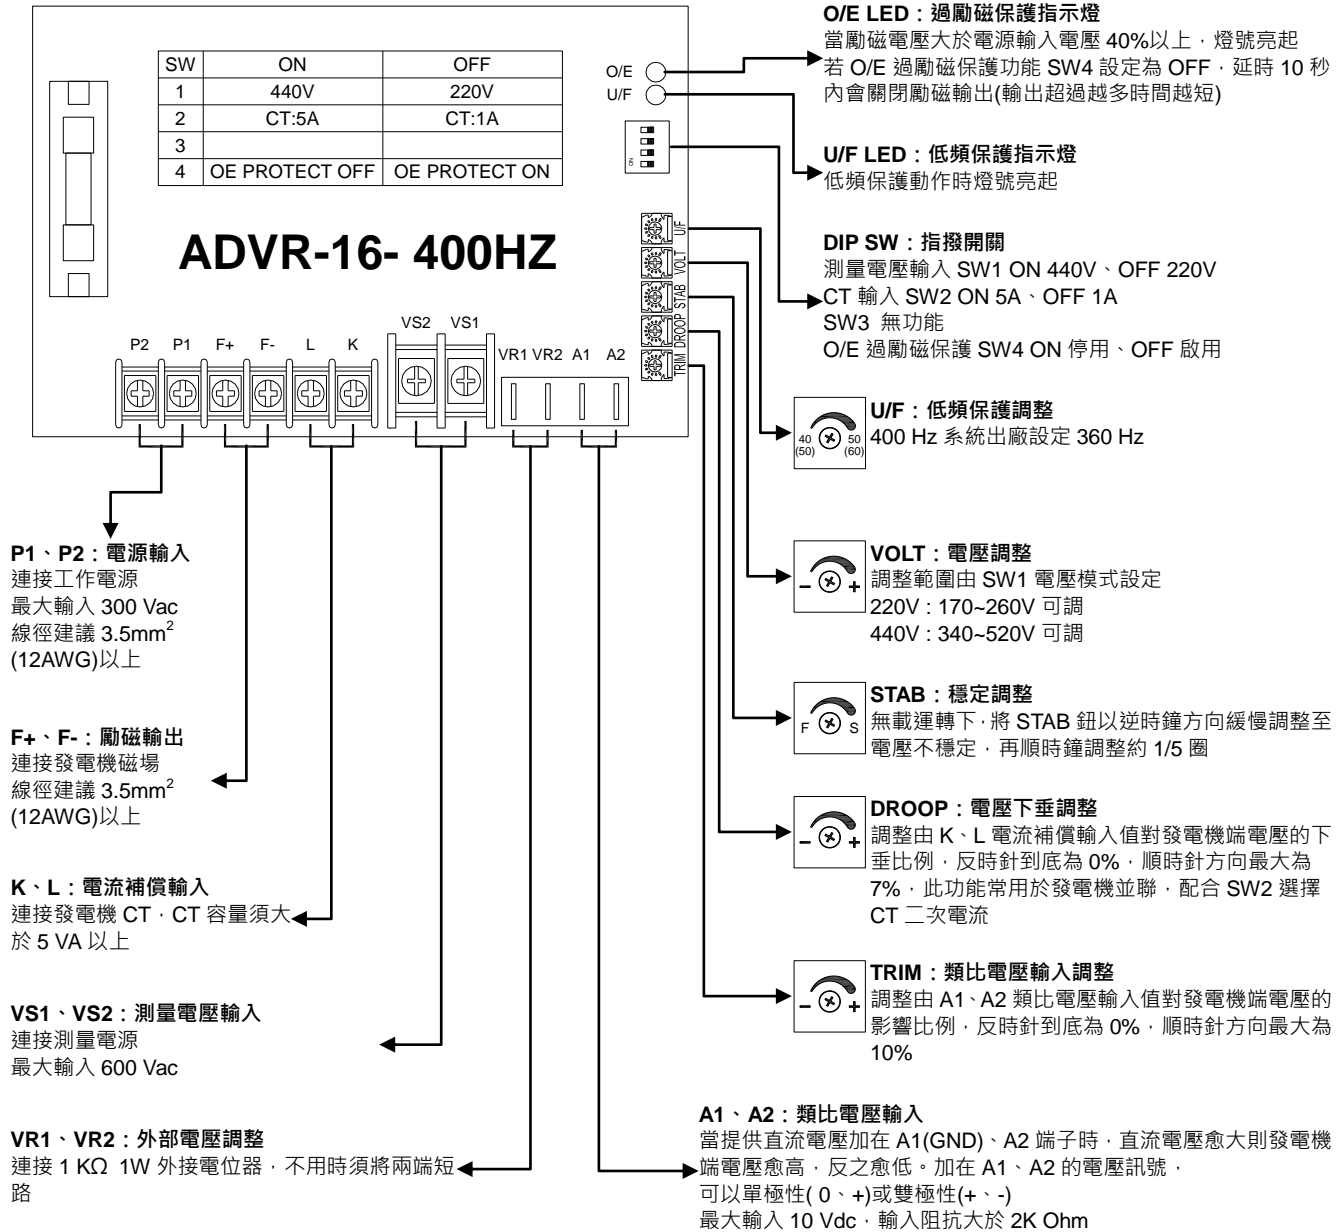 SW ON OFF
1 440V 220V
2 CT:5A CT:1A
3
4 OE PROTECT OFF OE PROTECT ON
O/E
U/F
ON
ADVR-16- 400HZ
U/F
VOLT
STAB
DROOP
TRIM
P2 P1 F+ F- L K
VS2 VS1
VR1 VR2 A1 A2
O/E LED：過勵磁保護指示燈
當勵磁電壓大於電源輸入電壓 40%以上，燈號亮起
若 O/E 過勵磁保護功能 SW4 設定為 OFF，延時 10 秒
內會關閉勵磁輸出(輸出超過越多時間越短)
U/F LED：低頻保護指示燈
低頻保護動作時燈號亮起
DIP SW：指撥開關
測量電壓輸入 SW1 ON 440V、OFF 220V
CT 輸入 SW2 ON 5A、OFF 1A
SW3 無功能
O/E 過勵磁保護 SW4 ON 停用、OFF 啟用
40
(50)
50
(60)
U/F：低頻保護調整
400 Hz 系統出廠設定 360 Hz
- +
VOLT：電壓調整
調整範圍由 SW1 電壓模式設定
220V : 170~260V 可調
440V : 340~520V 可調
F S
STAB：穩定調整
無載運轉下，將 STAB 鈕以逆時鐘方向緩慢調整至
電壓不穩定，再順時鐘調整約 1/5 圈
- +
DROOP：電壓下垂調整
調整由 K、L 電流補償輸入值對發電機端電壓的下
垂比例，反時針到底為 0%，順時針方向最大為
7%，此功能常用於發電機並聯，配合 SW2 選擇
CT 二次電流
- +
TRIM：類比電壓輸入調整
調整由 A1、A2 類比電壓輸入值對發電機端電壓的
影響比例，反時針到底為 0%，順時針方向最大為
10%
P1、P2：電源輸入
連接工作電源
最大輸入 300 Vac
線徑建議 3.5mm²
(12AWG)以上
F+、F-：勵磁輸出
連接發電機磁場
線徑建議 3.5mm²
(12AWG)以上
K、L：電流補償輸入
連接發電機 CT，CT 容量須大
於 5 VA 以上
VS1、VS2：測量電壓輸入
連接測量電源
最大輸入 600 Vac
VR1、VR2：外部電壓調整
連接 1 KΩ 1W 外接電位器，不用時須將兩端短
路
A1、A2：類比電壓輸入
當提供直流電壓加在 A1(GND)、A2 端子時，直流電壓愈大則發電機
端電壓愈高，反之愈低。加在 A1、A2 的電壓訊號，
可以單極性( 0、+)或雙極性(+、-)
最大輸入 10 Vdc，輸入阻抗大於 2K Ohm